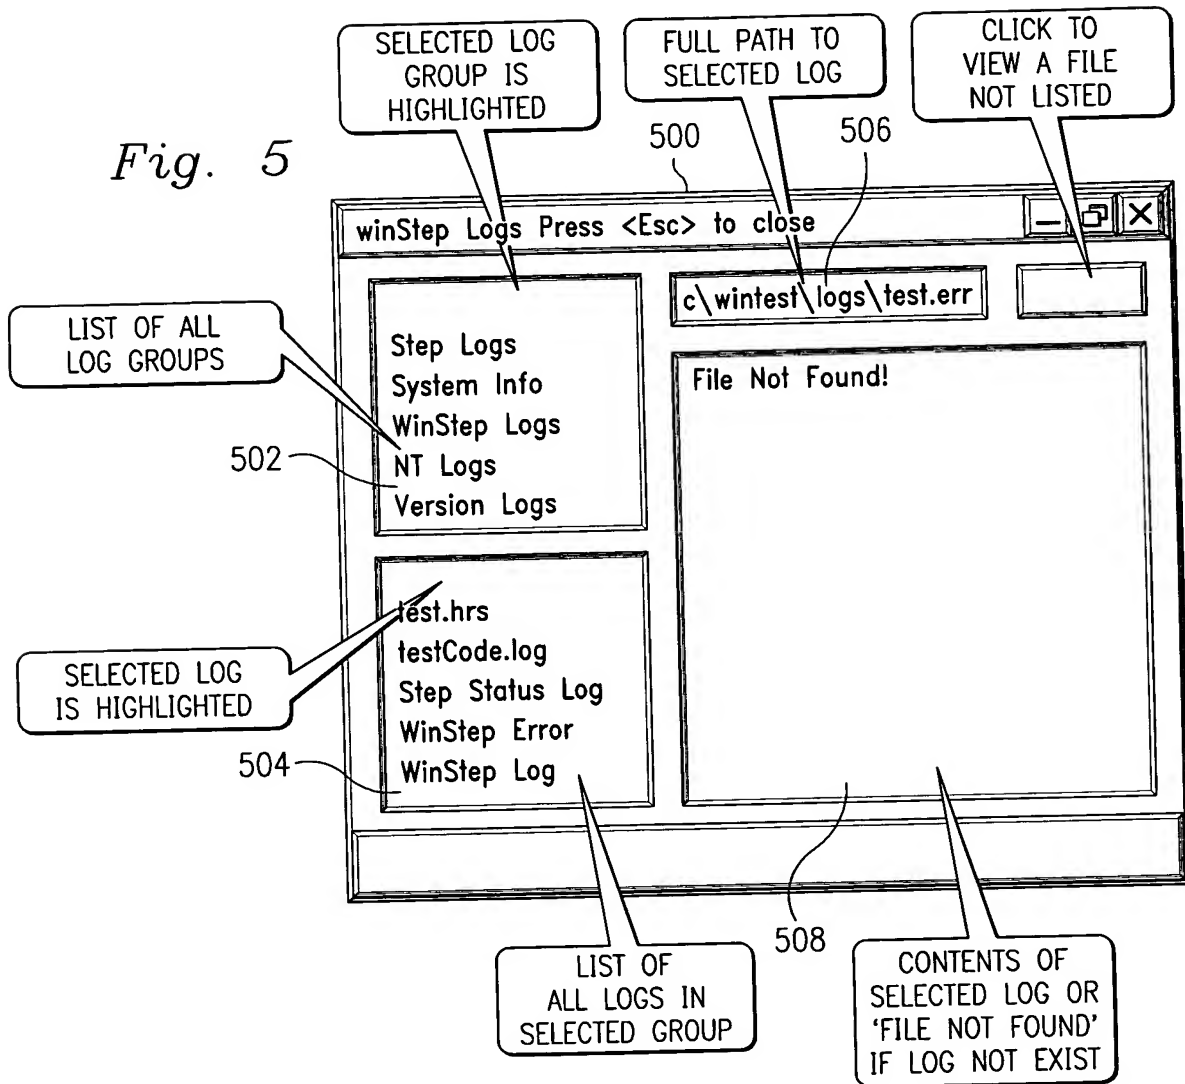 SELECTED LOG
GROUP IS
HIGHLIGHTED
FULL PATH TO
SELECTED LOG
CLICK TO
VIEW A FILE
NOT LISTED
Fig. 5
500
506
winStep Logs Press <Esc> to close
c\wintest\logs\test.err
LIST OF ALL
LOG GROUPS
Step Logs
System Info
WinStep Logs
NT Logs
Version Logs
502
File Not Found!
test.hrs
testCode.log
Step Status Log
WinStep Error
WinStep Log
SELECTED LOG
IS HIGHLIGHTED
504
508
LIST OF
ALL LOGS IN
SELECTED GROUP
CONTENTS OF
SELECTED LOG OR
'FILE NOT FOUND'
IF LOG NOT EXIST